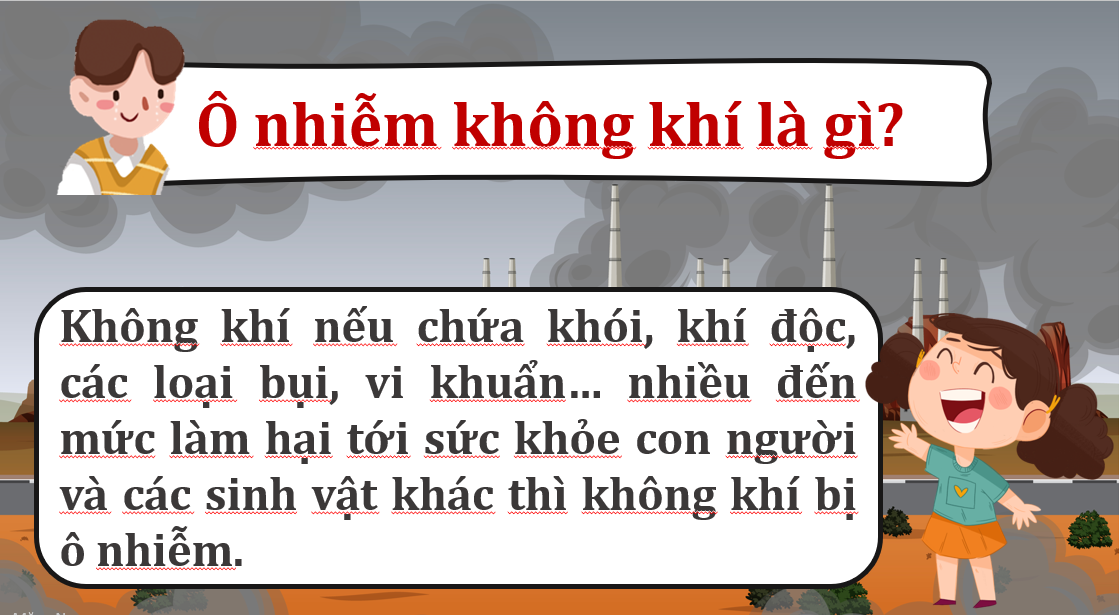 Ô nhiễm không khí là gì?
Không khí nếu chứa khói, khí độc,
các loại bụi, vi khuẩn... nhiều đến
mức làm hại tới sức khỏe con người
và các sinh vật khác thì không khí bị
ô nhiễm.